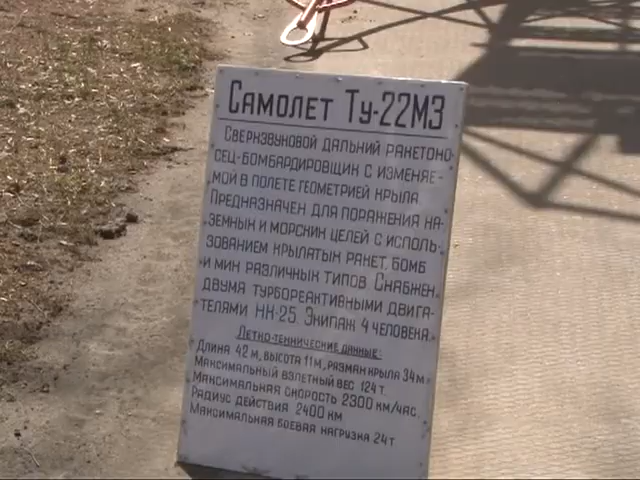 Самолет Ту-22М3
Сверхзвуковой дальний ракетоно-
сец-бомбардировщик с изменяе-
мой в полете геометрией крыла.
Предназначен для поражения на-
земных и морских целей с исполь-
зованием крылатых ракет, бомб
и мин различных типов. Снабжен
двумя турбореактивными двига-
телями НК-25. Экипаж 4 человека.
Летно-технические данные:
Длина 42 м, высота 11 м, размах крыла 34 м.
Максимальный взлетный вес 124 т.
Максимальная скорость 2300 км/час.
Радиус действия 2400 км
Максимальная боевая нагрузка 24 т